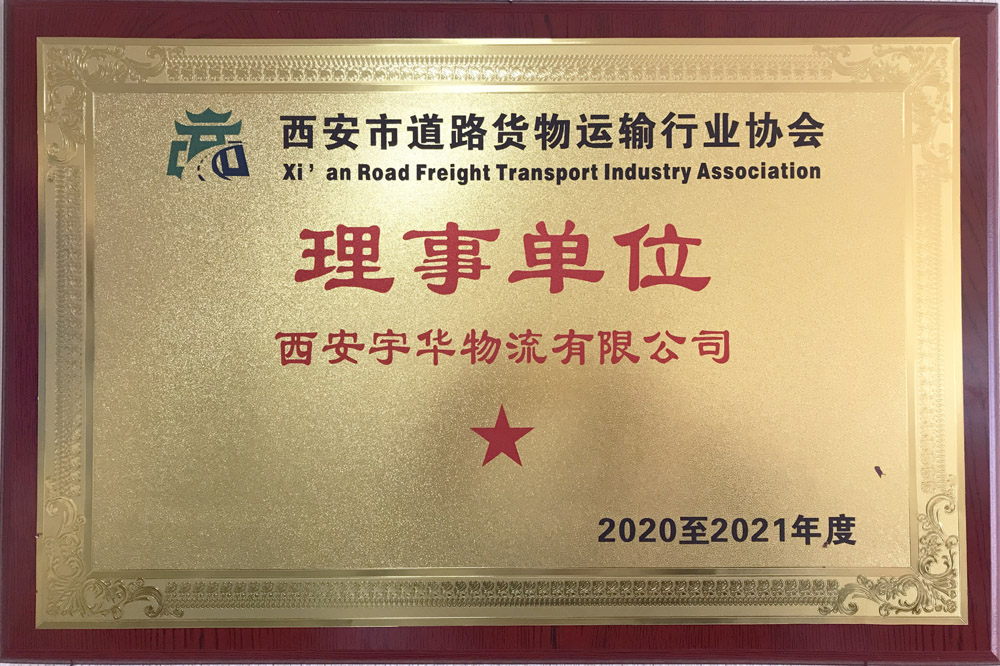 西安市道路货物运输行业协会
Xi'an Road Freight Transport Industry Association
理事单位
西安宇华物流有限公司
2020至2021年度